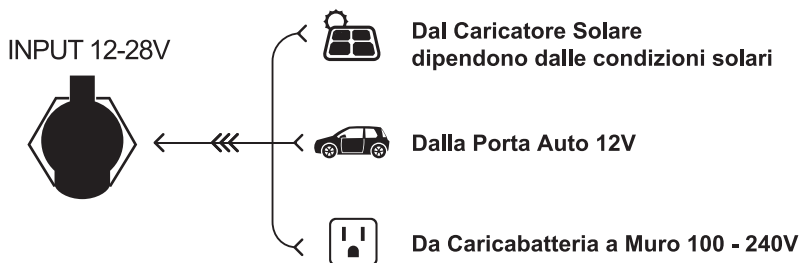 INPUT 12-28V
Dal Caricatore Solare
dipendono dalle condizioni solari
Dalla Porta Auto 12V
Da Caricabatteria a Muro 100 - 240V